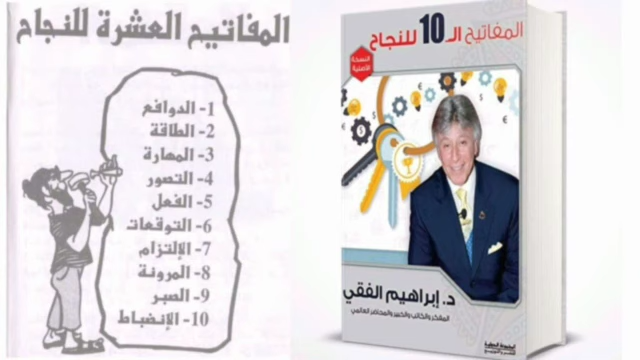 المفاتيح العشرة للنجاح
1- الدوافع
2- الطاقة
3- المهارة
4- التصور
5- الفعل
6- التوقعات
7- الإلتزام
8- المرونة
9- الصبر
10- الإنضباط
المفاتيح الـ 10 للنجاح
النسخة
الأصلية
د. إبراهيم الفقي
المفكر والكاتب والخبير والمحاضر العالمي